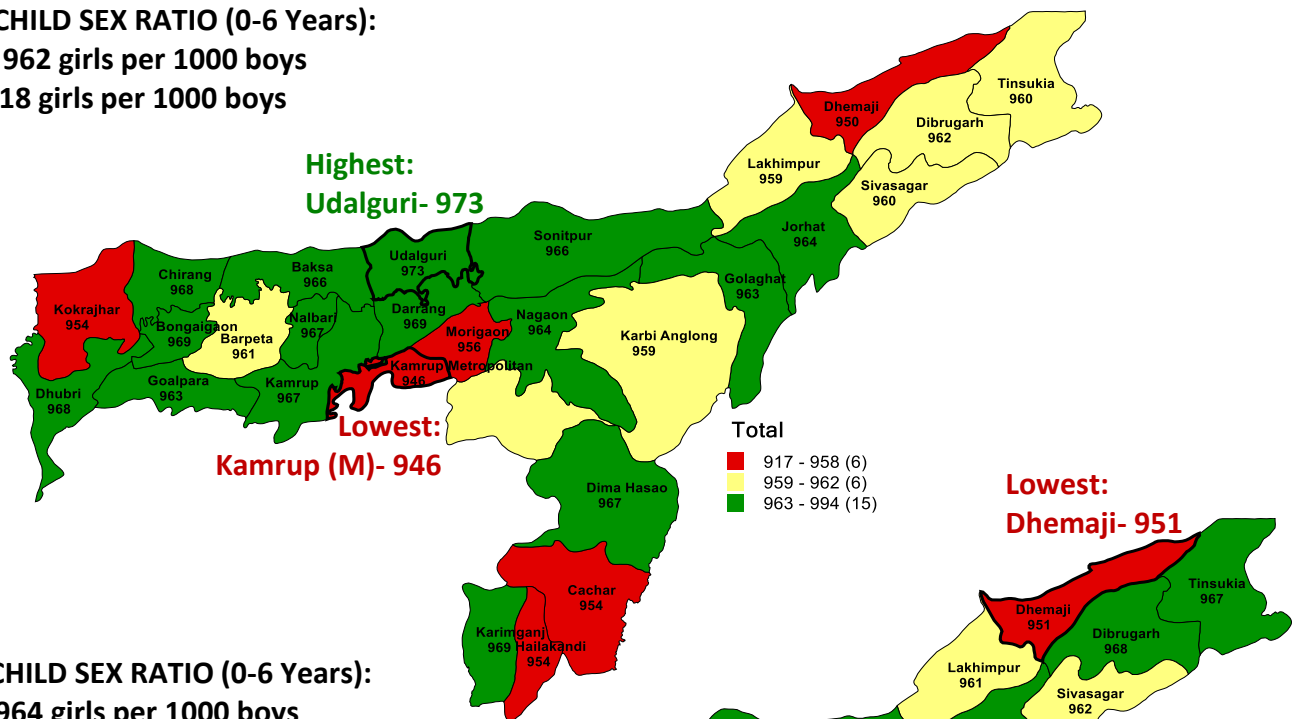 CHILD SEX RATIO (0-6 Years):
962 girls per 1000 boys
18 girls per 1000 boys
Highest:
Udalguri- 973
Tinsukia
960
Dhemaji
950
Dibrugarh
962
Lakhimpur
959
Sivasagar
960
Jorhat
964
Sonitpur
966
Udalguri
973
Baksa
966
Chirang
968
Golaghat
963
Kokrajhar
954
Bongaigaon
969
Barpeta
961
Nalbari
967
Darrang
969
Morigaon
956
Nagaon
964
Karbi Anglong
959
Kamrup Metropolitan
946
Goalpara
963
Kamrup
967
Dhubri
968
Lowest:
Kamrup (M)- 946
Total
917 - 958 (6)
959 - 962 (6)
963 - 994 (15)
Dima Hasao
967
Cachar
954
Karimganj
969
Hailakandi
954
Lowest:
Dhemaji- 951
Tinsukia
967
Dhemaji
951
Dibrugarh
968
Lakhimpur
961
Sivasagar
962
CHILD SEX RATIO (0-6 Years):
964 girls per 1000 boys